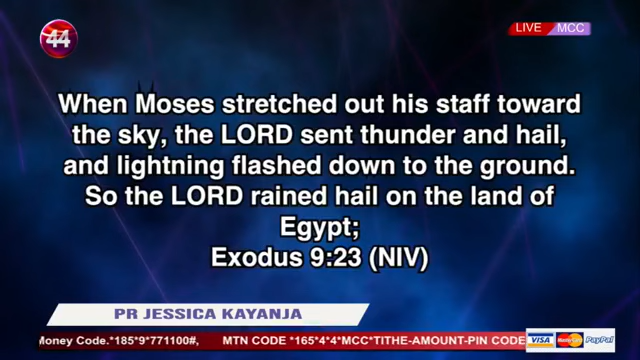 44
LIVE MCC
When Moses stretched out his staff toward
the sky, the LORD sent thunder and hail,
and lightning flashed down to the ground.
So the LORD rained hail on the land of
Egypt;
Exodus 9:23 (NIV)
PR JESSICA KAYANJA
Money Code.*185*9*771100#, MTN CODE *165*4*4*MCC*TITHE-AMOUNT-PIN CODE VISA MasterCard PayPal